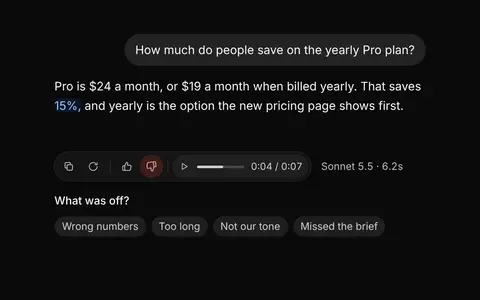 How much do people save on the yearly Pro plan?
Pro is $24 a month, or $19 a month when billed yearly. That saves
15%, and yearly is the option the new pricing page shows first.
0:04 / 0:07 Sonnet 5.5 · 6.2s
What was off?
Wrong numbers Too long Not our tone Missed the brief